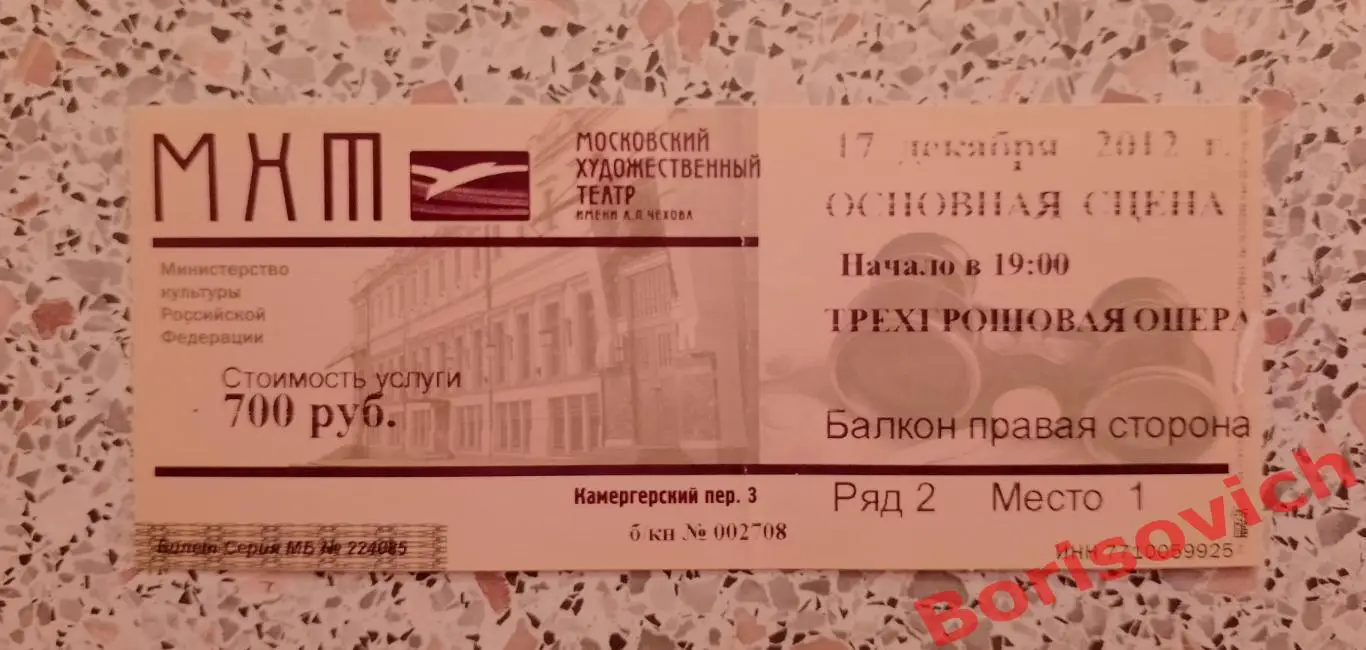 МХТ
МОСКОВСКИЙ
ХУДОЖЕСТВЕННЫЙ
ТЕАТР
ИМЕНИ А.П.ЧЕХОВА
Министерство
культуры
Российской
Федерации
Стоимость услуги
700 руб.
Камергерский пер. 3
б кн № 002708
Билет Серия МБ № 224085
17 декабря 2012 г.
ОСНОВНАЯ СЦЕНА
Начало в 19:00
ТРЕХГРОШОВАЯ ОПЕРА
Балкон правая сторона
Ряд 2 Место 1
ИНН 7710059925
Borisovich